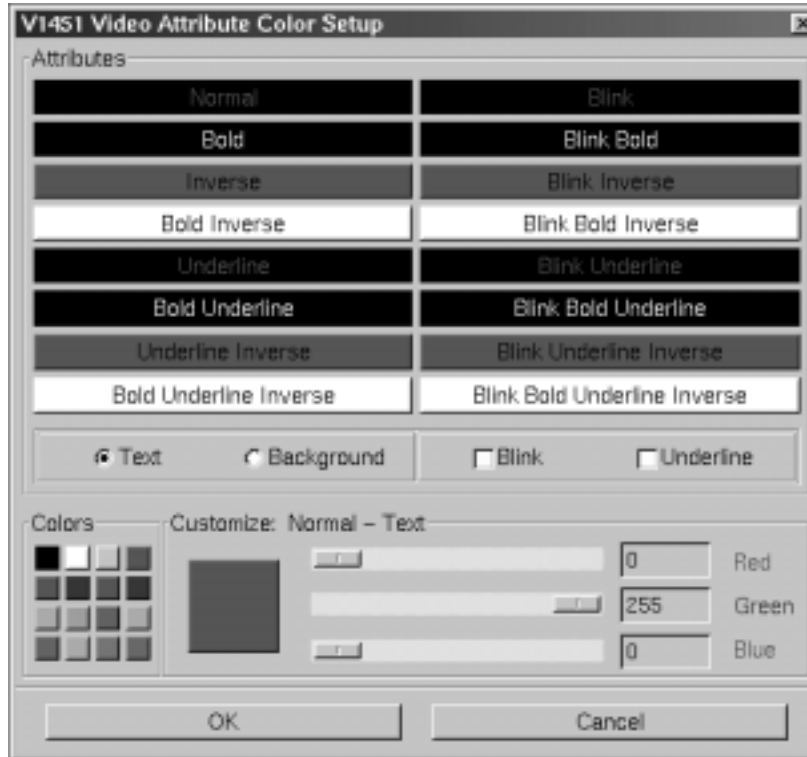 V1451 Video Attribute Color Setup
Attributes
Normal
Blink
Bold
Blink Bold
Inverse
Blink Inverse
Bold Inverse
Blink Bold Inverse
Underline
Blink Underline
Bold Underline
Blink Bold Underline
Underline Inverse
Blink Underline Inverse
Bold Underline Inverse
Blink Bold Underline Inverse
Text
Background
Blink
Underline
Colors
Customize: Normal – Text
0
Red
255
Green
0
Blue
OK
Cancel